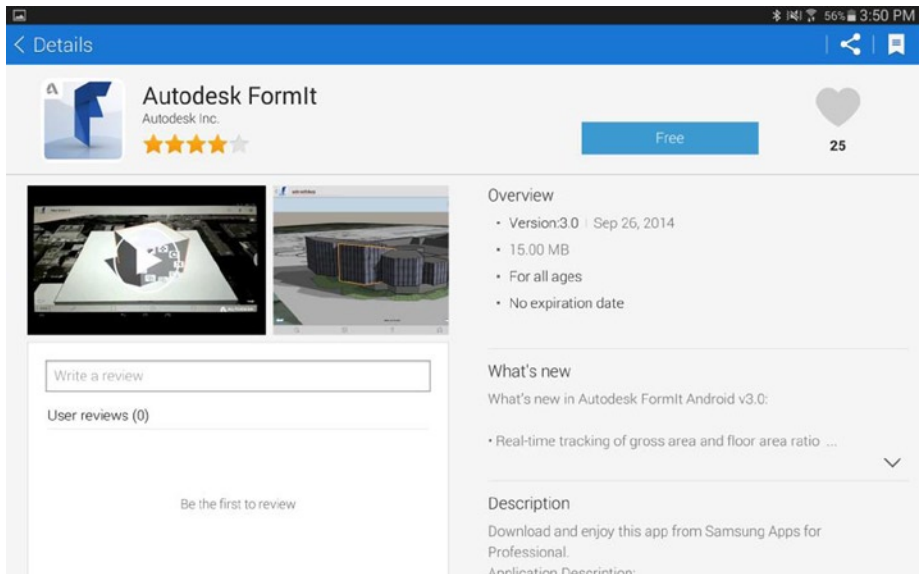 56% 3:50 PM
Details
Autodesk FormIt
Autodesk Inc.
Free
25
Overview
• Version:3.0 | Sep 26, 2014
• 15.00 MB
• For all ages
• No expiration date
Write a review
User reviews (0)
Be the first to review
What's new
What's new in Autodesk FormIt Android v3.0:
• Real-time tracking of gross area and floor area ratio ...
Description
Download and enjoy this app from Samsung Apps for
Professional.
Application Description: